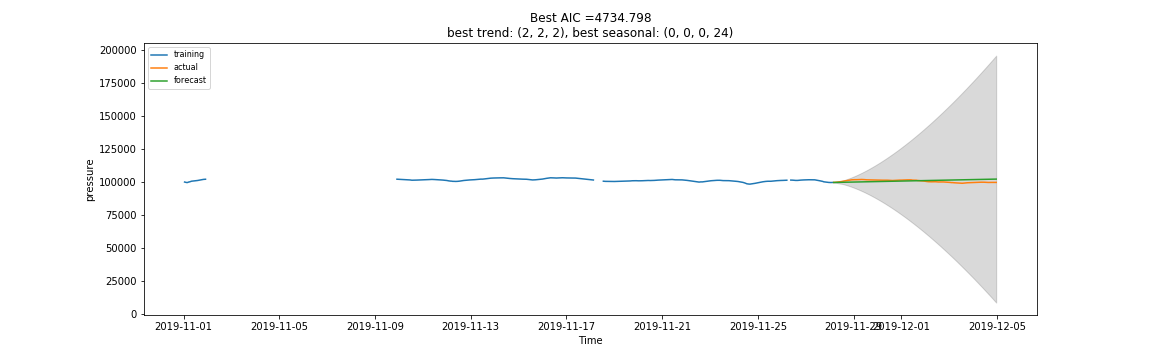 Best AIC =4734.798
best trend: (2, 2, 2), best seasonal: (0, 0, 0, 24)
training
actual
forecast
200000
175000
150000
125000
100000
75000
50000
25000
0
pressure
2019-11-01 2019-11-05 2019-11-09 2019-11-13 2019-11-17 2019-11-21 2019-11-25 2019-11-29 2019-12-01 2019-12-05
Time